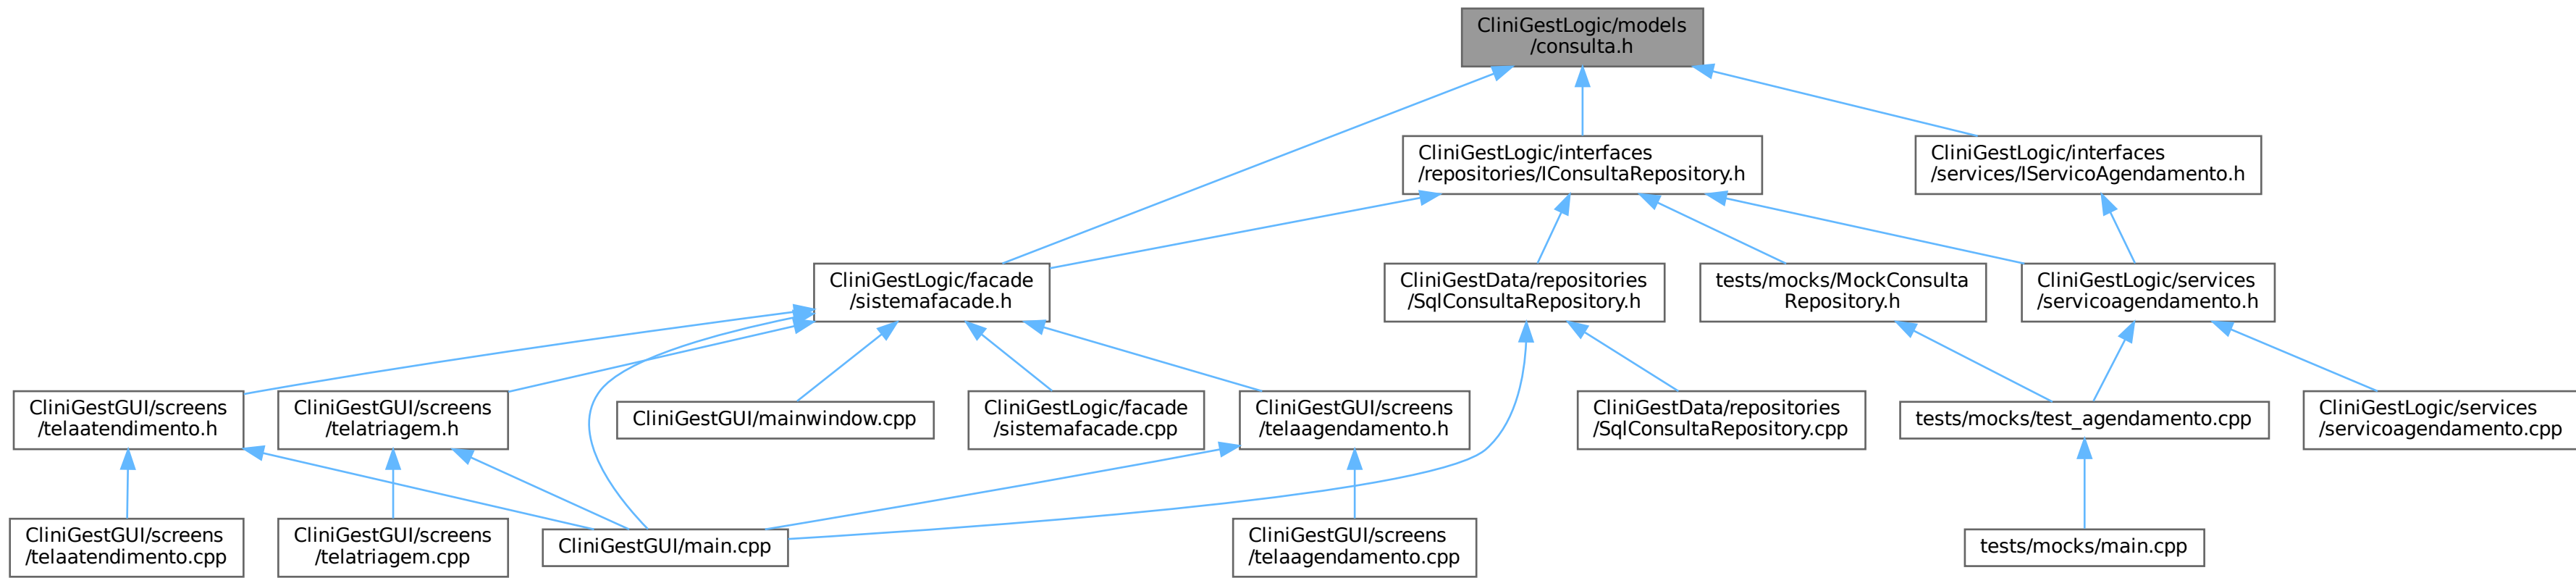 CliniGestLogic/models
/consulta.h
CliniGestLogic/interfaces
/repositories/IConsultaRepository.h
CliniGestLogic/interfaces
/services/IServicoAgendamento.h
CliniGestLogic/facade
/sistemafacade.h
CliniGestData/repositories
/SqlConsultaRepository.h
tests/mocks/MockConsulta
Repository.h
CliniGestLogic/services
/servicoagendamento.h
CliniGestGUI/screens
/telaatendimento.h
CliniGestGUI/screens
/telatriagem.h
CliniGestGUI/mainwindow.cpp
CliniGestLogic/facade
/sistemafacade.cpp
CliniGestGUI/screens
/telaagendamento.h
CliniGestData/repositories
/SqlConsultaRepository.cpp
tests/mocks/test_agendamento.cpp
CliniGestLogic/services
/servicoagendamento.cpp
CliniGestGUI/screens
/telaatendimento.cpp
CliniGestGUI/screens
/telatriagem.cpp
CliniGestGUI/main.cpp
CliniGestGUI/screens
/telaagendamento.cpp
tests/mocks/main.cpp